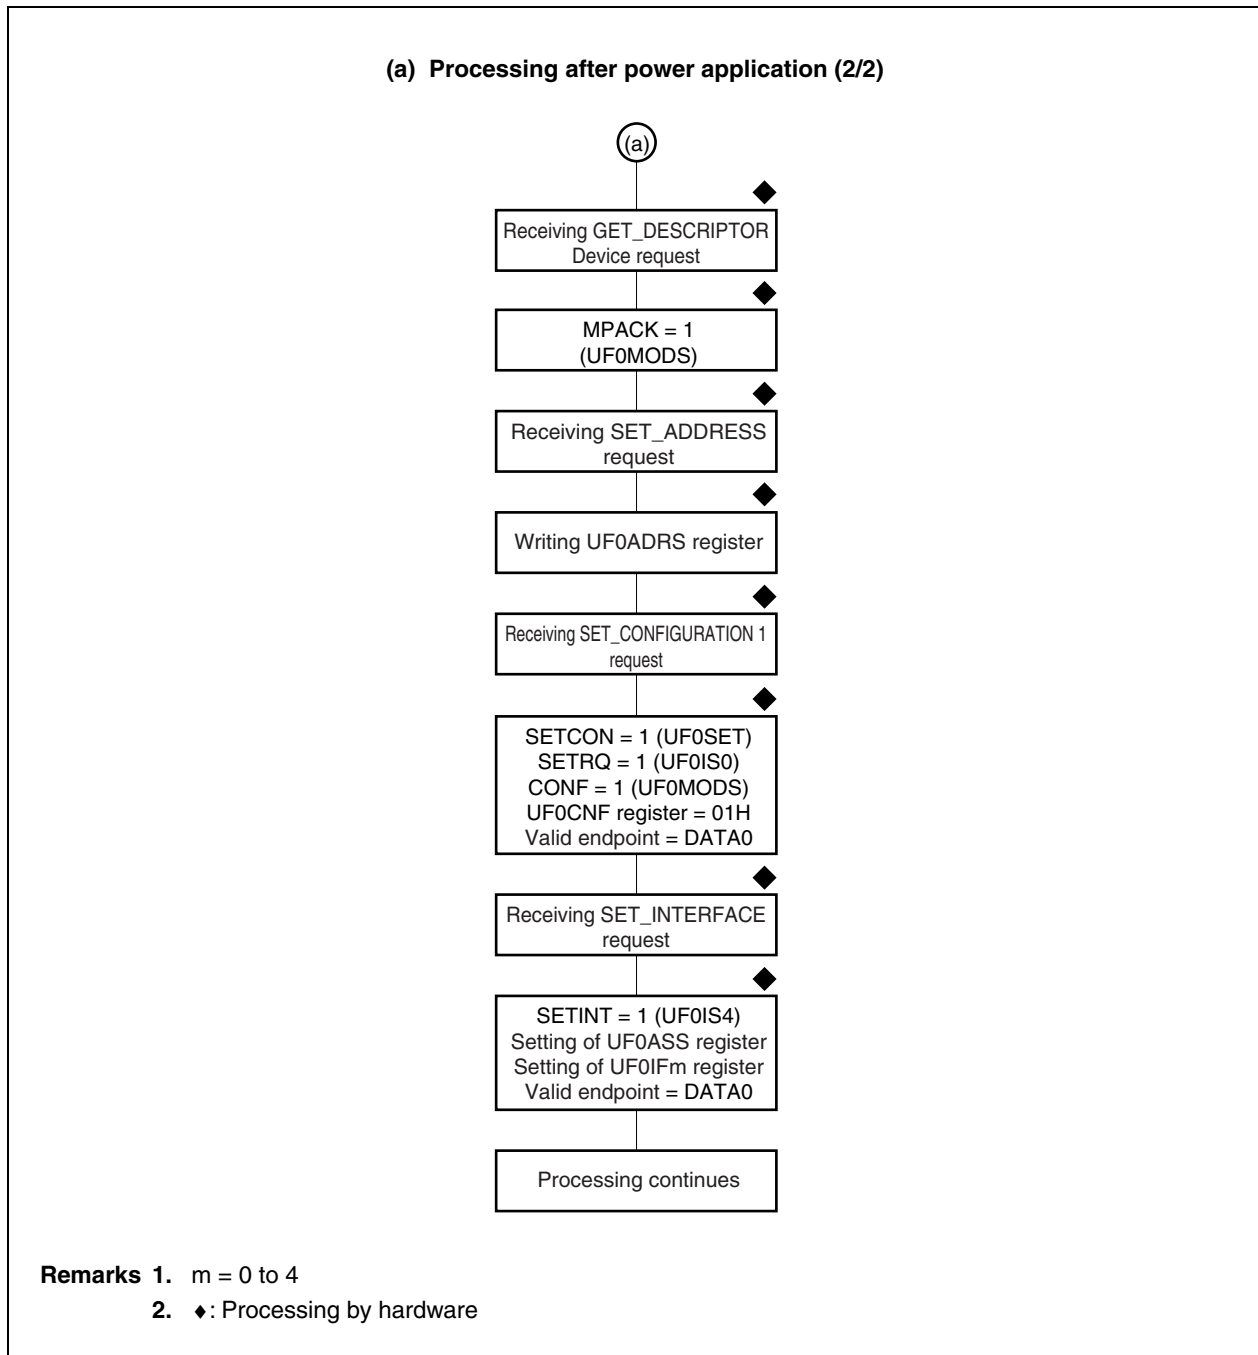 (a) Processing after power application (2/2)
(a)
Receiving GET_DESCRIPTOR
Device request
MPACK = 1
(UF0MODS)
Receiving SET_ADDRESS
request
Writing UF0ADRS register
Receiving SET_CONFIGURATION 1
request
SETCON = 1 (UF0SET)
SETRQ = 1 (UF0IS0)
CONF = 1 (UF0MODS)
UF0CNF register = 01H
Valid endpoint = DATA0
Receiving SET_INTERFACE
request
SETINT = 1 (UF0IS4)
Setting of UF0ASS register
Setting of UF0IFm register
Valid endpoint = DATA0
Processing continues
Remarks 1. m = 0 to 4
2. ♦: Processing by hardware